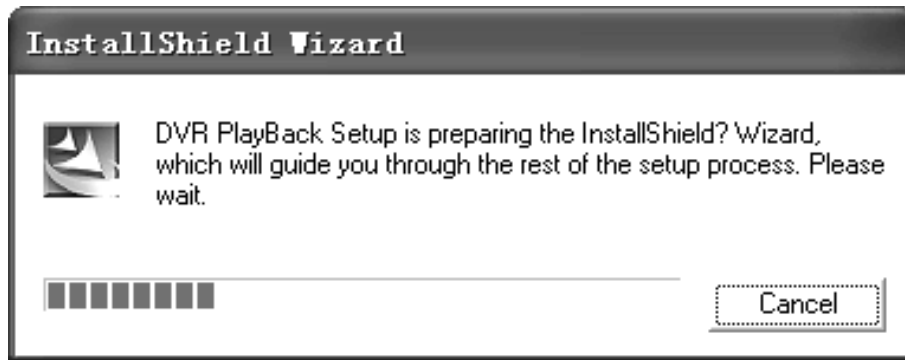 InstallShield Wizard
DVR PlayBack Setup is preparing the InstallShield? Wizard,
which will guide you through the rest of the setup process. Please
wait.
Cancel